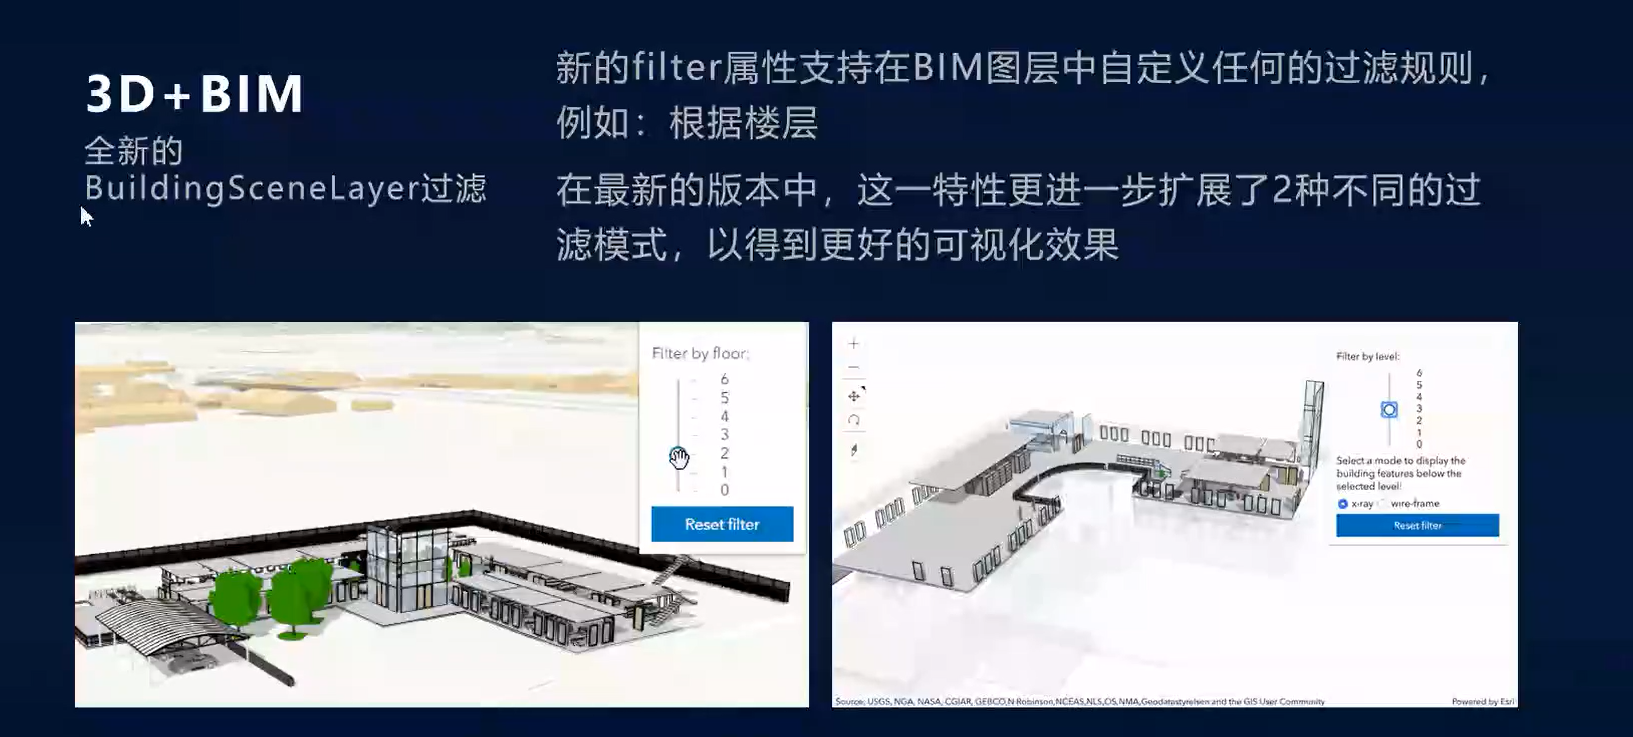 3D+BIM
全新的
BuildingSceneLayer过滤
新的filter属性支持在BIM图层中自定义任何的过滤规则，
例如：根据楼层
在最新的版本中，这一特性更进一步扩展了2种不同的过
滤模式，以得到更好的可视化效果
Filter by floor:
6
5
4
3
2
1
0
Reset filter
Filter by level:
6
5
4
3
2
1
0
Select a mode to display the
building features below the
selected level:
x-ray wire-frame
Reset filter
Source: USGS, NGA, NASA, CGIAR, GEBCO,N Robinson,NCEAS,NLS,OS,NMA,Geodatastyrelsen and the GIS User Community
Powered by Esri